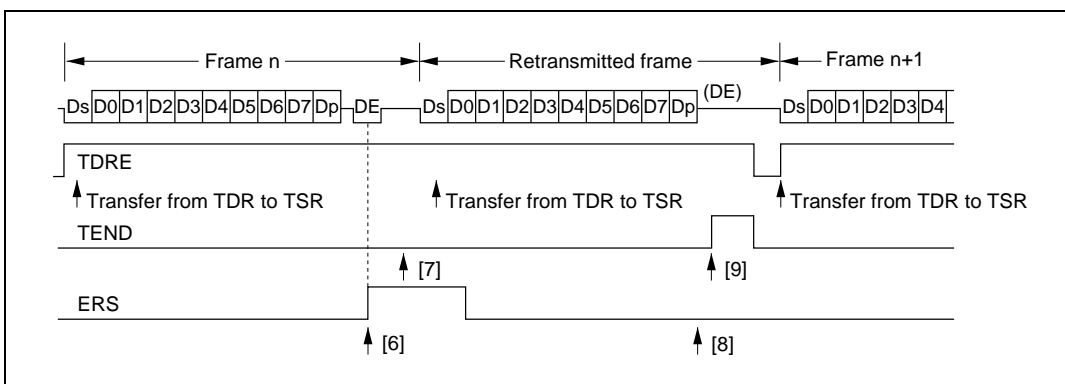 Frame n Retransmitted frame Frame n+1
Ds D0 D1 D2 D3 D4 D5 D6 D7 Dp DE Ds D0 D1 D2 D3 D4 D5 D6 D7 Dp (DE) Ds D0 D1 D2 D3 D4
TDRE
Transfer from TDR to TSR Transfer from TDR to TSR Transfer from TDR to TSR
TEND
[7] [9]
ERS
[6] [8]